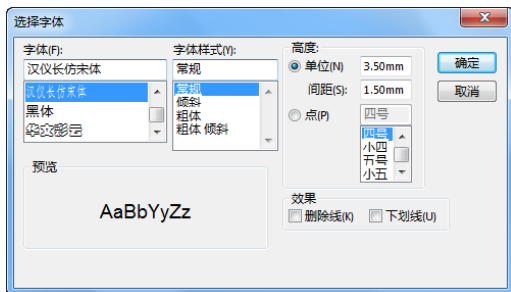 选择字体
字体(F):
汉仪长仿宋体
汉仪长仿宋体
黑体
华文彩云
字体样式(Y):
常规
常规
倾斜
粗体
粗体 倾斜
高度:
单位(N) 3.50mm
间距(S): 1.50mm
点(P) 四号
四号
小四
五号
小五
确定
取消
预览
AaBbYyZz
效果
删除线(K) 下划线(U)